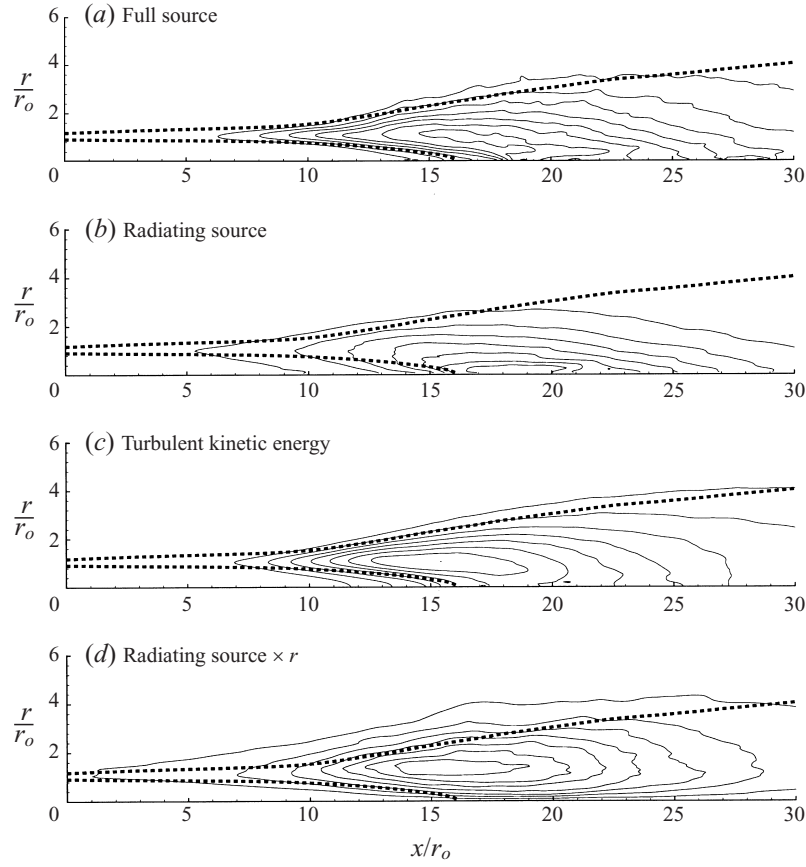 (a) Full source
6
4
r/r_o
2
0 5 10 15 20 25 30
(b) Radiating source
6
4
r/r_o
2
0 5 10 15 20 25 30
(c) Turbulent kinetic energy
6
4
r/r_o
2
0 5 10 15 20 25 30
(d) Radiating source × r
6
4
r/r_o
2
0 5 10 15 20 25 30
x/r_o